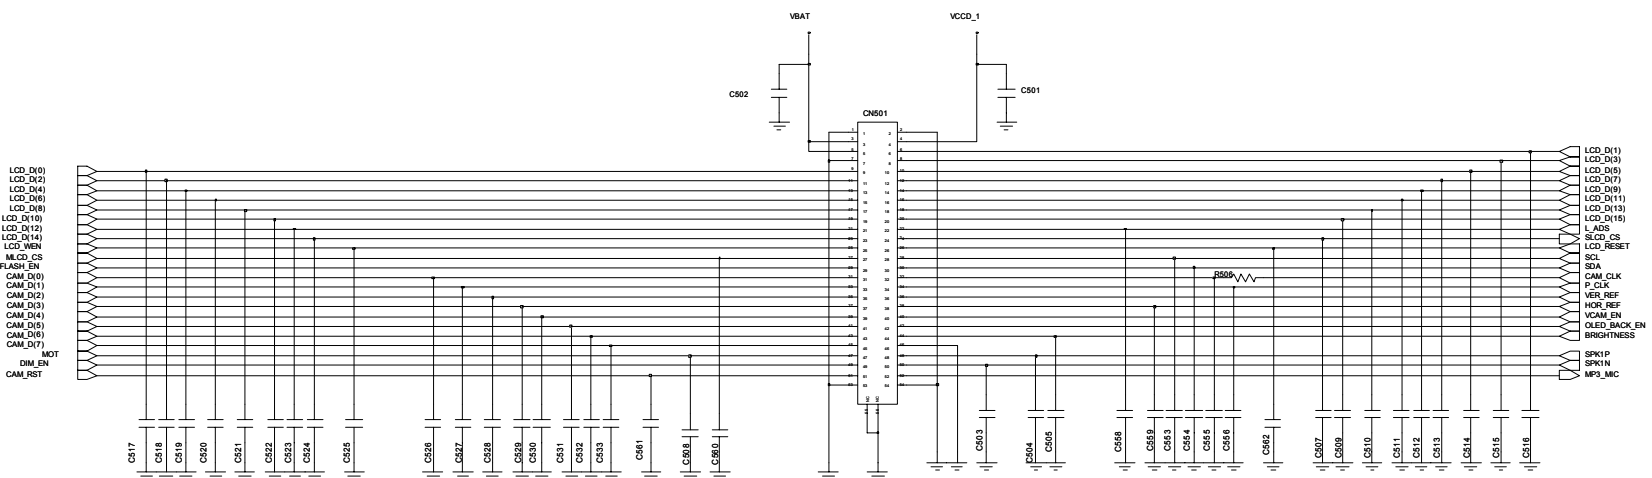 VBAT
VCCD_1
C502
C501
CN501
LCD_D(0)
LCD_D(2)
LCD_D(4)
LCD_D(6)
LCD_D(8)
LCD_D(10)
LCD_D(12)
LCD_D(14)
LCD_WEN
MLCD_CS
FLASH_EN
CAM_D(0)
CAM_D(1)
CAM_D(2)
CAM_D(3)
CAM_D(4)
CAM_D(5)
CAM_D(6)
CAM_D(7)
MOT
DIM_EN
CAM_RST
LCD_D(1)
LCD_D(3)
LCD_D(5)
LCD_D(7)
LCD_D(9)
LCD_D(11)
LCD_D(13)
LCD_D(15)
L_ADS
SLCD_CS
LCD_RESET
SCL
SDA
R506
CAM_CLK
P_CLK
VER_REF
HOR_REF
VCAM_EN
OLED_BACK_EN
BRIGHTNESS
SPK1P
SPK1N
MP3_MIC
NC
NC
C517
C518
C519
C520
C521
C522
C523
C524
C525
C526
C527
C528
C529
C530
C531
C532
C533
C561
C508
C560
C503
C504
C505
C558
C559
C553
C554
C555
C556
C562
C507
C509
C510
C511
C512
C513
C514
C515
C516